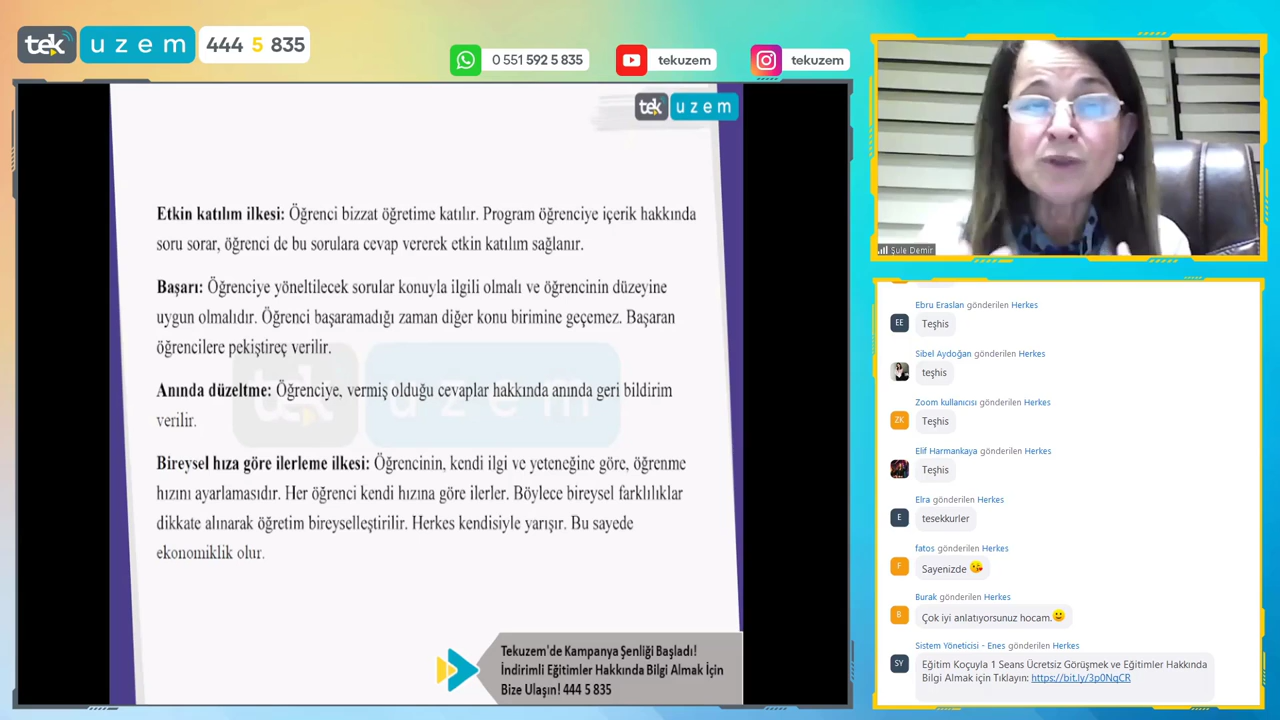 tek uzem 444 5 835
0 551 592 5 835
tekuzem
tekuzem
tek uzem
Etkin katılım ilkesi: Öğrenci bizzat öğretime katılır. Program öğrenciye içerik hakkında
soru sorar, öğrenci de bu sorulara cevap vererek etkin katılım sağlanır.
Başarı: Öğrenciye yöneltilecek sorular konuyla ilgili olmalı ve öğrencinin düzeyine
uygun olmalıdır. Öğrenci başaramadığı zaman diğer konu birimine geçemez. Başaran
öğrencilere pekiştireç verilir.
Anında düzeltme: Öğrenciye, vermiş olduğu cevaplar hakkında anında geri bildirim
verilir.
Bireysel hıza göre ilerleme ilkesi: Öğrencinin, kendi ilgi ve yeteneğine göre, öğrenme
hızını ayarlamasıdır. Her öğrenci kendi hızına göre ilerler. Böylece bireysel farklılıklar
dikkate alınarak öğretim bireyselleştirilir. Herkes kendisiyle yarışır. Bu sayede
ekonomiklik olur.
Tekuzem'de Kampanya Şenliği Başladı!
İndirimli Eğitimler Hakkında Bilgi Almak İçin
Bize Ulaşın! 444 5 835
Şule Demir
Ebru Eraslan gönderilen Herkes
EE
Teşhis
Sibel Aydoğan gönderilen Herkes
teşhis
Zoom kullanıcısı gönderilen Herkes
ZK
Teşhis
Elif Harmankaya gönderilen Herkes
Teşhis
Elra gönderilen Herkes
E
tesekkurler
fatos gönderilen Herkes
F
Sayenizde 😘
Burak gönderilen Herkes
B
Çok iyi anlatıyorsunuz hocam.🙂
Sistem Yöneticisi - Enes gönderilen Herkes
SY
Eğitim Koçuyla 1 Seans Ücretsiz Görüşmek ve Eğitimler Hakkında
Bilgi Almak için Tıklayın: https://bit.ly/3p0NqCR